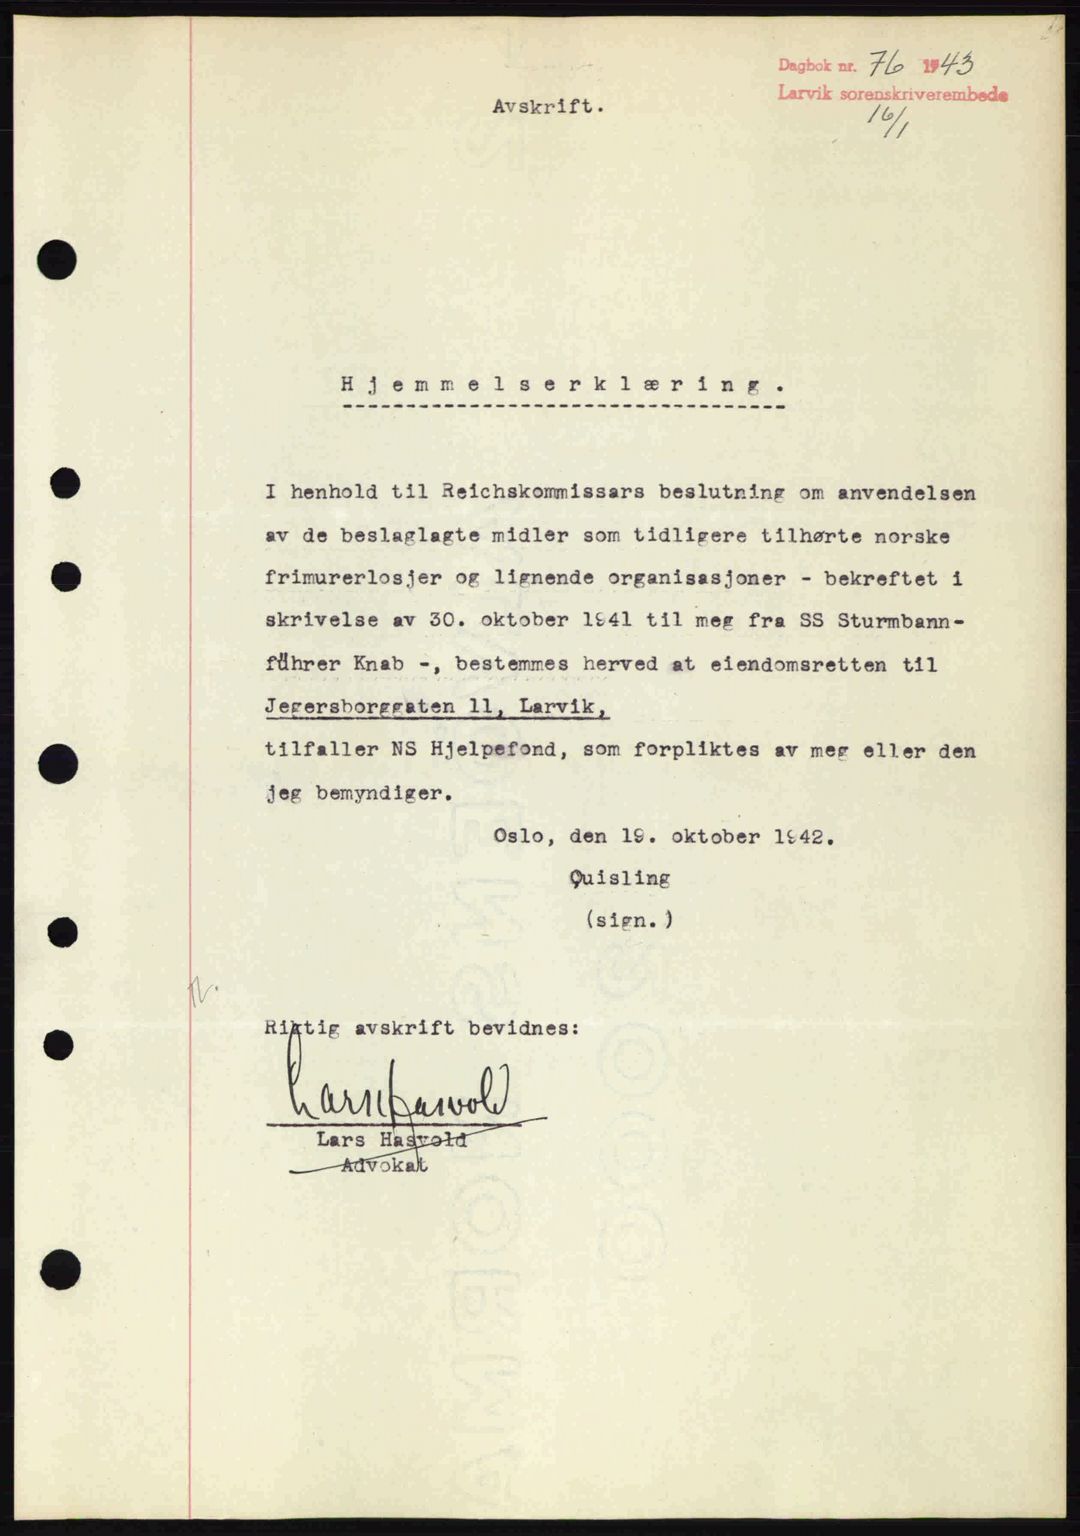 Dagbok nr. 76 1943
Larvik sorenskriverembede
16/1
Avskrift.
Hjemmelserklæring.
I henhold til Reichskommissars beslutning om anvendelsen
av de beslaglagte midler som tidligere tilhørte norske
frimurerlosjer og lignende organisasjoner - bekreftet i
skrivelse av 30. oktober 1941 til meg fra SS Sturmbann-
führer Knab -, bestemmes herved at eiendomsretten til
Jegersborggaten 11, Larvik,
tilfaller NS Hjelpefond, som forpliktes av meg eller den
jeg bemyndiger.
Oslo, den 19. oktober 1942.
Quisling
(sign.)
Riktig avskrift bevidnes:
Lars Hasvold
Lars Hasvold
Advokat